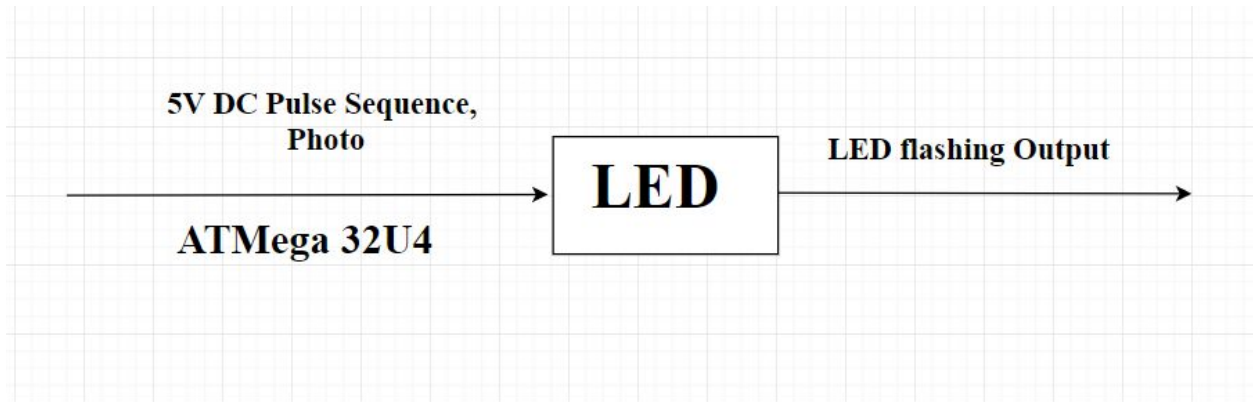 5V DC Pulse Sequence,
Photo
ATMega 32U4
LED
LED flashing Output